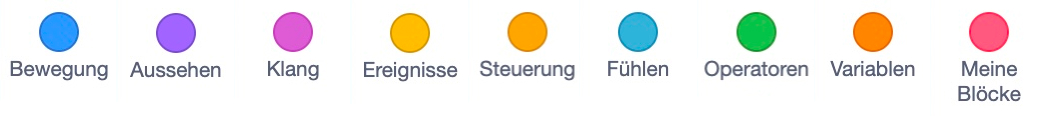 Bewegung Aussehen Klang Ereignisse Steuerung Fühlen Operatoren Variablen Meine
Blöcke